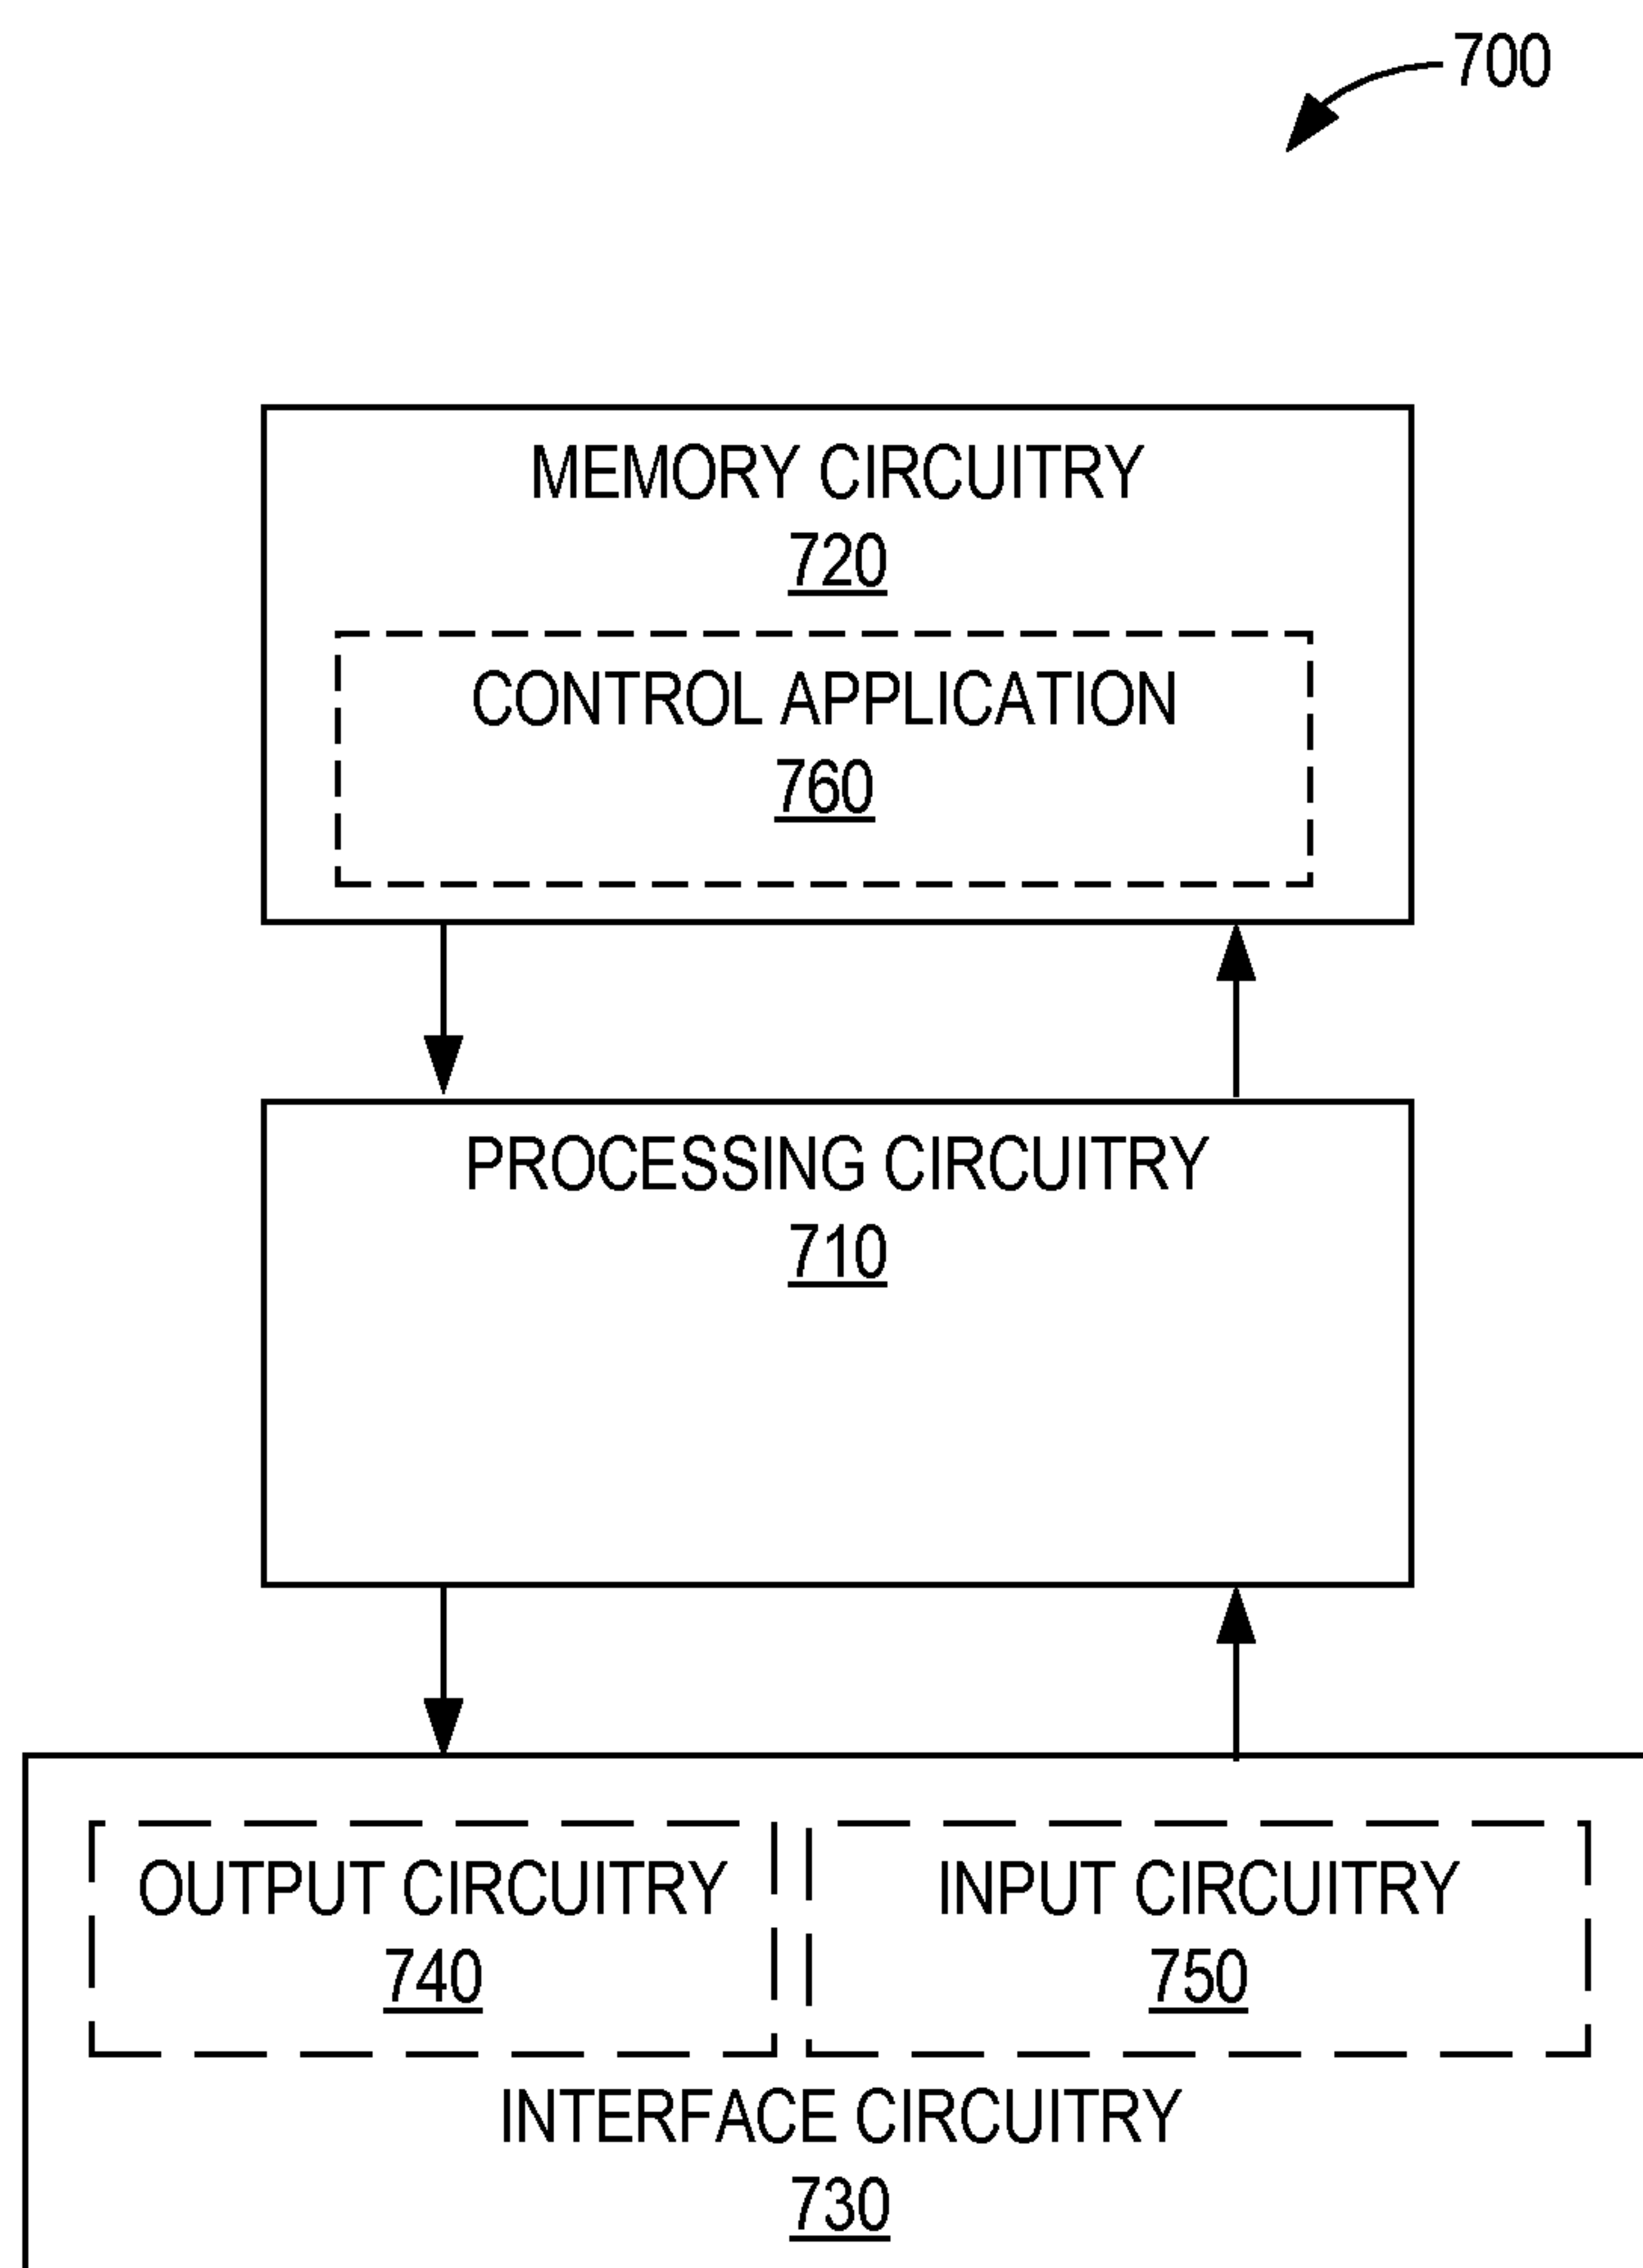 700
MEMORY CIRCUITRY
720
CONTROL APPLICATION
760
PROCESSING CIRCUITRY
710
OUTPUT CIRCUITRY
740
INPUT CIRCUITRY
750
INTERFACE CIRCUITRY
730